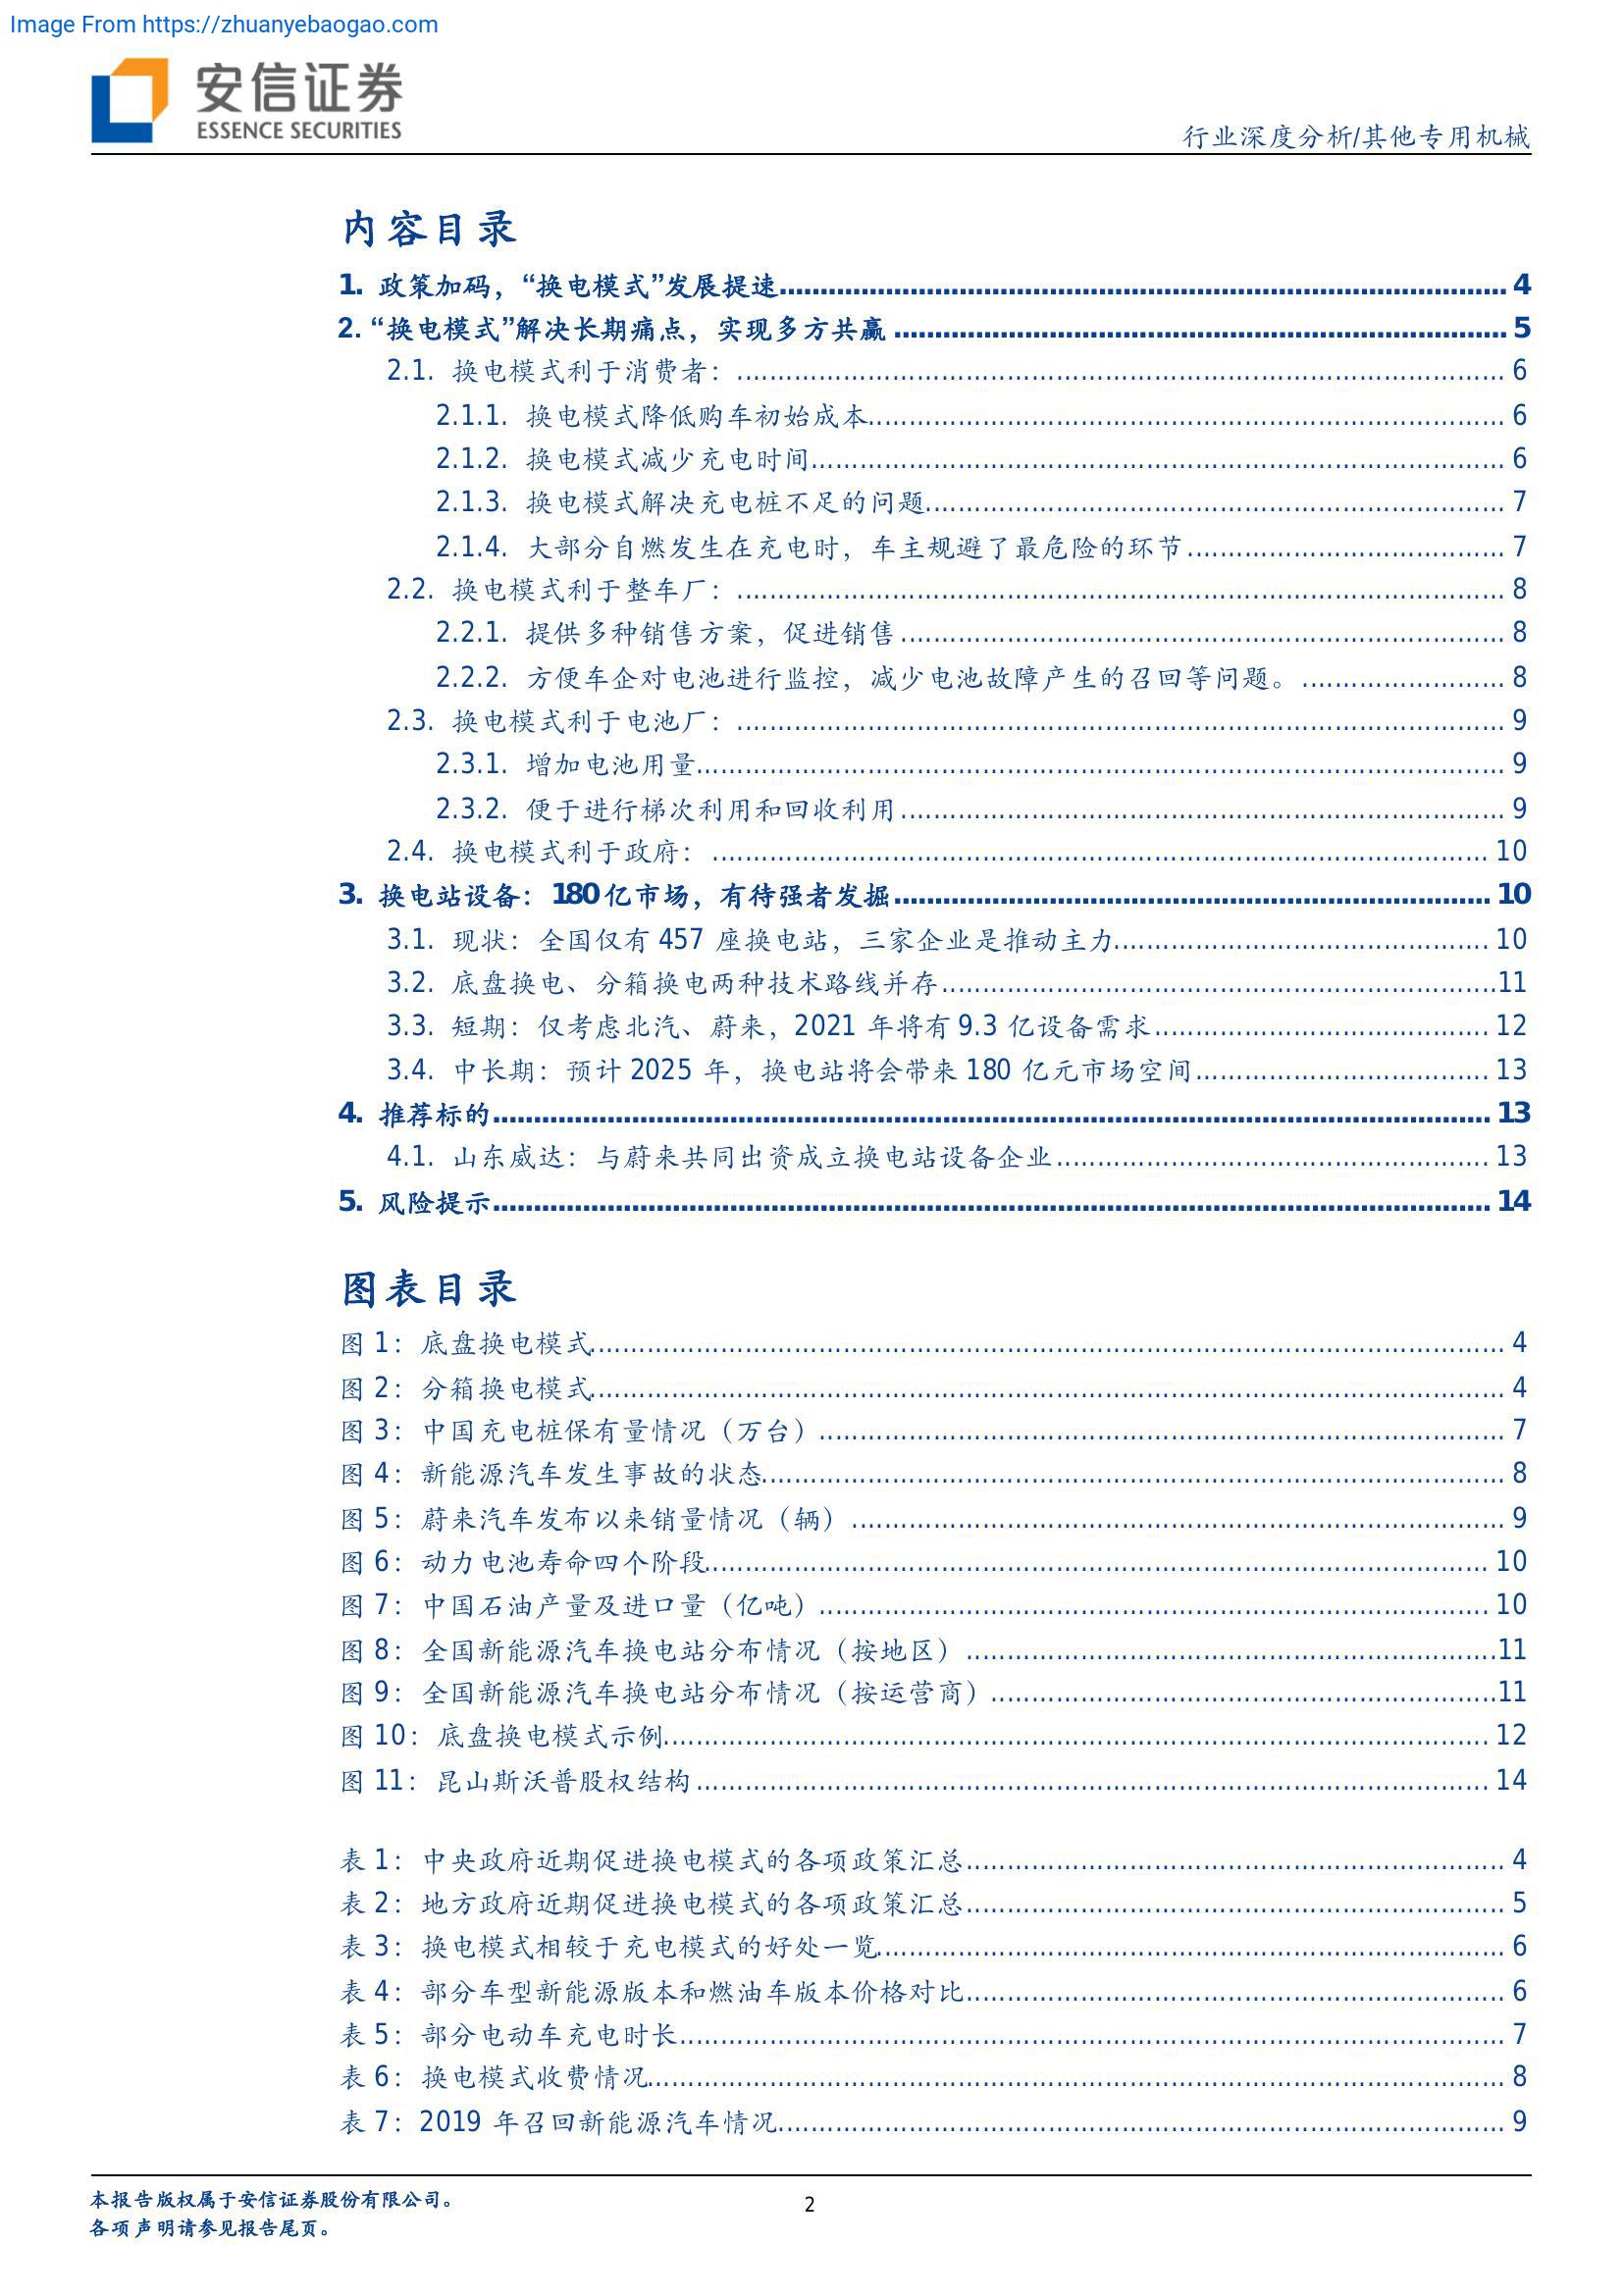 Image From https://zhuanyebaogao.com
安信证券
ESSENCE SECURITIES
行业深度分析/其他专用机械
内容目录
1. 政策加码，“换电模式”发展提速 4
2. “换电模式”解决长期痛点，实现多方共赢 5
2.1. 换电模式利于消费者： 6
2.1.1. 换电模式降低购车初始成本 6
2.1.2. 换电模式减少充电时间 6
2.1.3. 换电模式解决充电桩不足的问题 7
2.1.4. 大部分自燃发生在充电时，车主规避了最危险的环节 7
2.2. 换电模式利于整车厂： 8
2.2.1. 提供多种销售方案，促进销售 8
2.2.2. 方便车企对电池进行监控，减少电池故障产生的召回等问题。 8
2.3. 换电模式利于电池厂： 9
2.3.1. 增加电池用量 9
2.3.2. 便于进行梯次利用和回收利用 9
2.4. 换电模式利于政府： 10
3. 换电站设备：180亿市场，有待强者发掘 10
3.1. 现状：全国仅有 457 座换电站，三家企业是推动主力 10
3.2. 底盘换电、分箱换电两种技术路线并存 11
3.3. 短期：仅考虑北汽、蔚来，2021 年将有 9.3 亿设备需求 12
3.4. 中长期：预计 2025 年，换电站将会带来 180 亿元市场空间 13
4. 推荐标的 13
4.1. 山东威达：与蔚来共同出资成立换电站设备企业 13
5. 风险提示 14
图表目录
图 1：底盘换电模式 4
图 2：分箱换电模式 4
图 3：中国充电桩保有量情况（万台） 7
图 4：新能源汽车发生事故的状态 8
图 5：蔚来汽车发布以来销量情况（辆） 9
图 6：动力电池寿命四个阶段 10
图 7：中国石油产量及进口量（亿吨） 10
图 8：全国新能源汽车换电站分布情况（按地区） 11
图 9：全国新能源汽车换电站分布情况（按运营商） 11
图 10：底盘换电模式示例 12
图 11：昆山斯沃普股权结构 14
表 1：中央政府近期促进换电模式的各项政策汇总 4
表 2：地方政府近期促进换电模式的各项政策汇总 5
表 3：换电模式相较于充电模式的好处一览 6
表 4：部分车型新能源版本和燃油车版本价格对比 6
表 5：部分电动车充电时长 7
表 6：换电模式收费情况 8
表 7：2019 年召回新能源汽车情况 9
本报告版权属于安信证券股份有限公司。
2
各项声明请参见报告尾页。